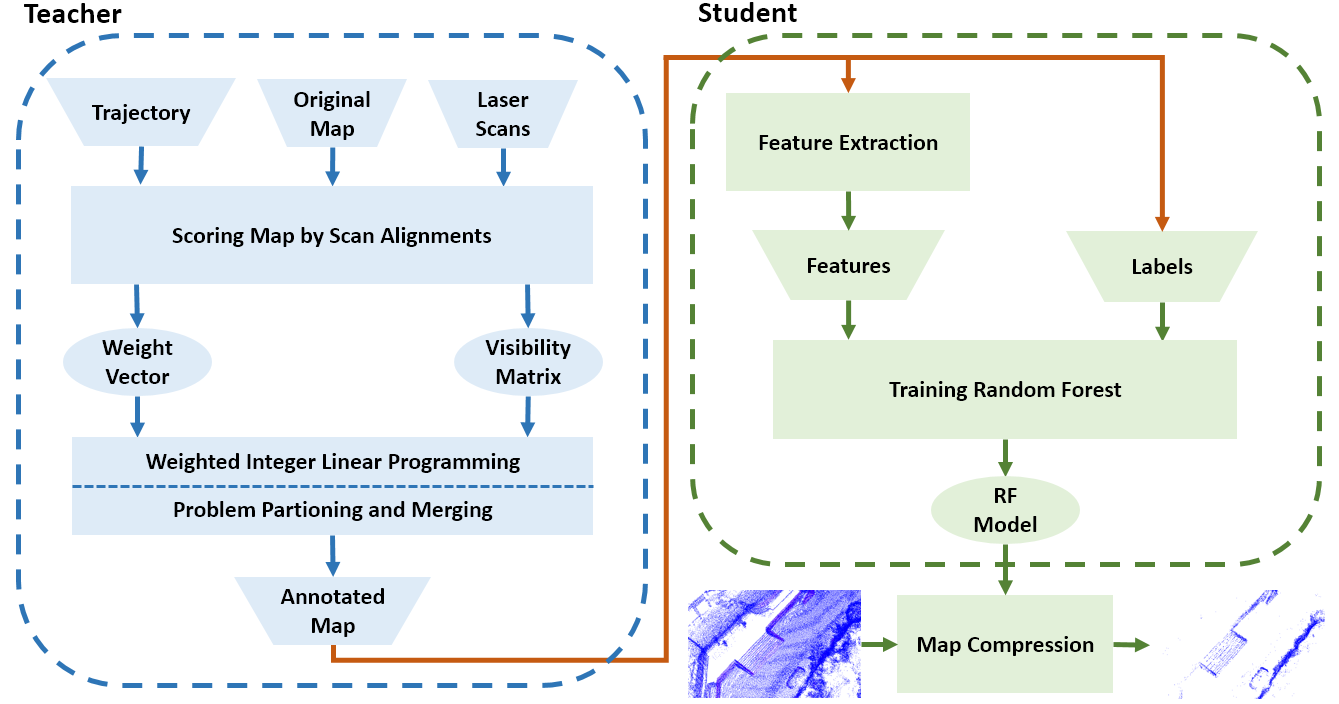 Teacher
Trajectory
Original
Map
Laser
Scans
Scoring Map by Scan Alignments
Weight
Vector
Visibility
Matrix
Weighted Integer Linear Programming
Problem Partioning and Merging
Annotated
Map
Student
Feature Extraction
Features
Labels
Training Random Forest
RF
Model
Map Compression